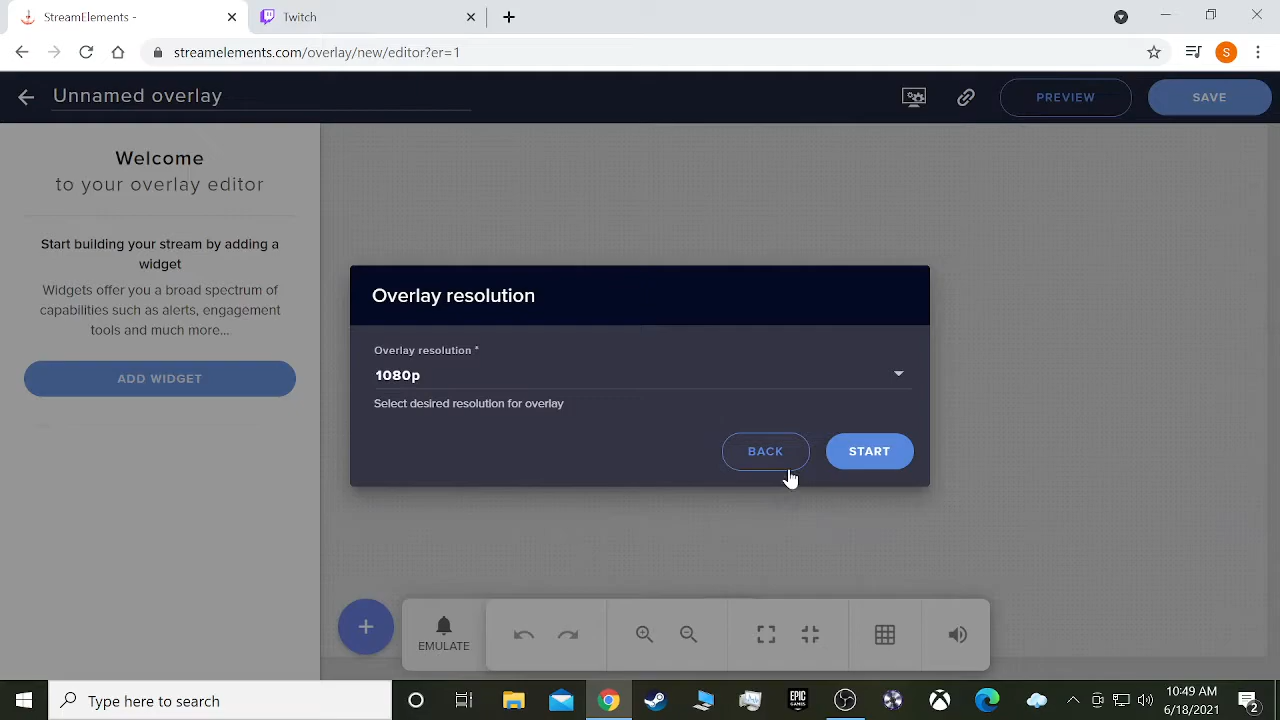 StreamElements -
Twitch
streamelements.com/overlay/new/editor?er=1
S
Unnamed overlay
PREVIEW
SAVE
Welcome
to your overlay editor
Start building your stream by adding a
widget
Widgets offer you a broad spectrum of
capabilities such as alerts, engagement
tools and much more...
ADD WIDGET
Overlay resolution
Overlay resolution *
1080p
Select desired resolution for overlay
BACK
START
EMULATE
Type here to search
EPIC
GAMES
10:49 AM
6/18/2021
2